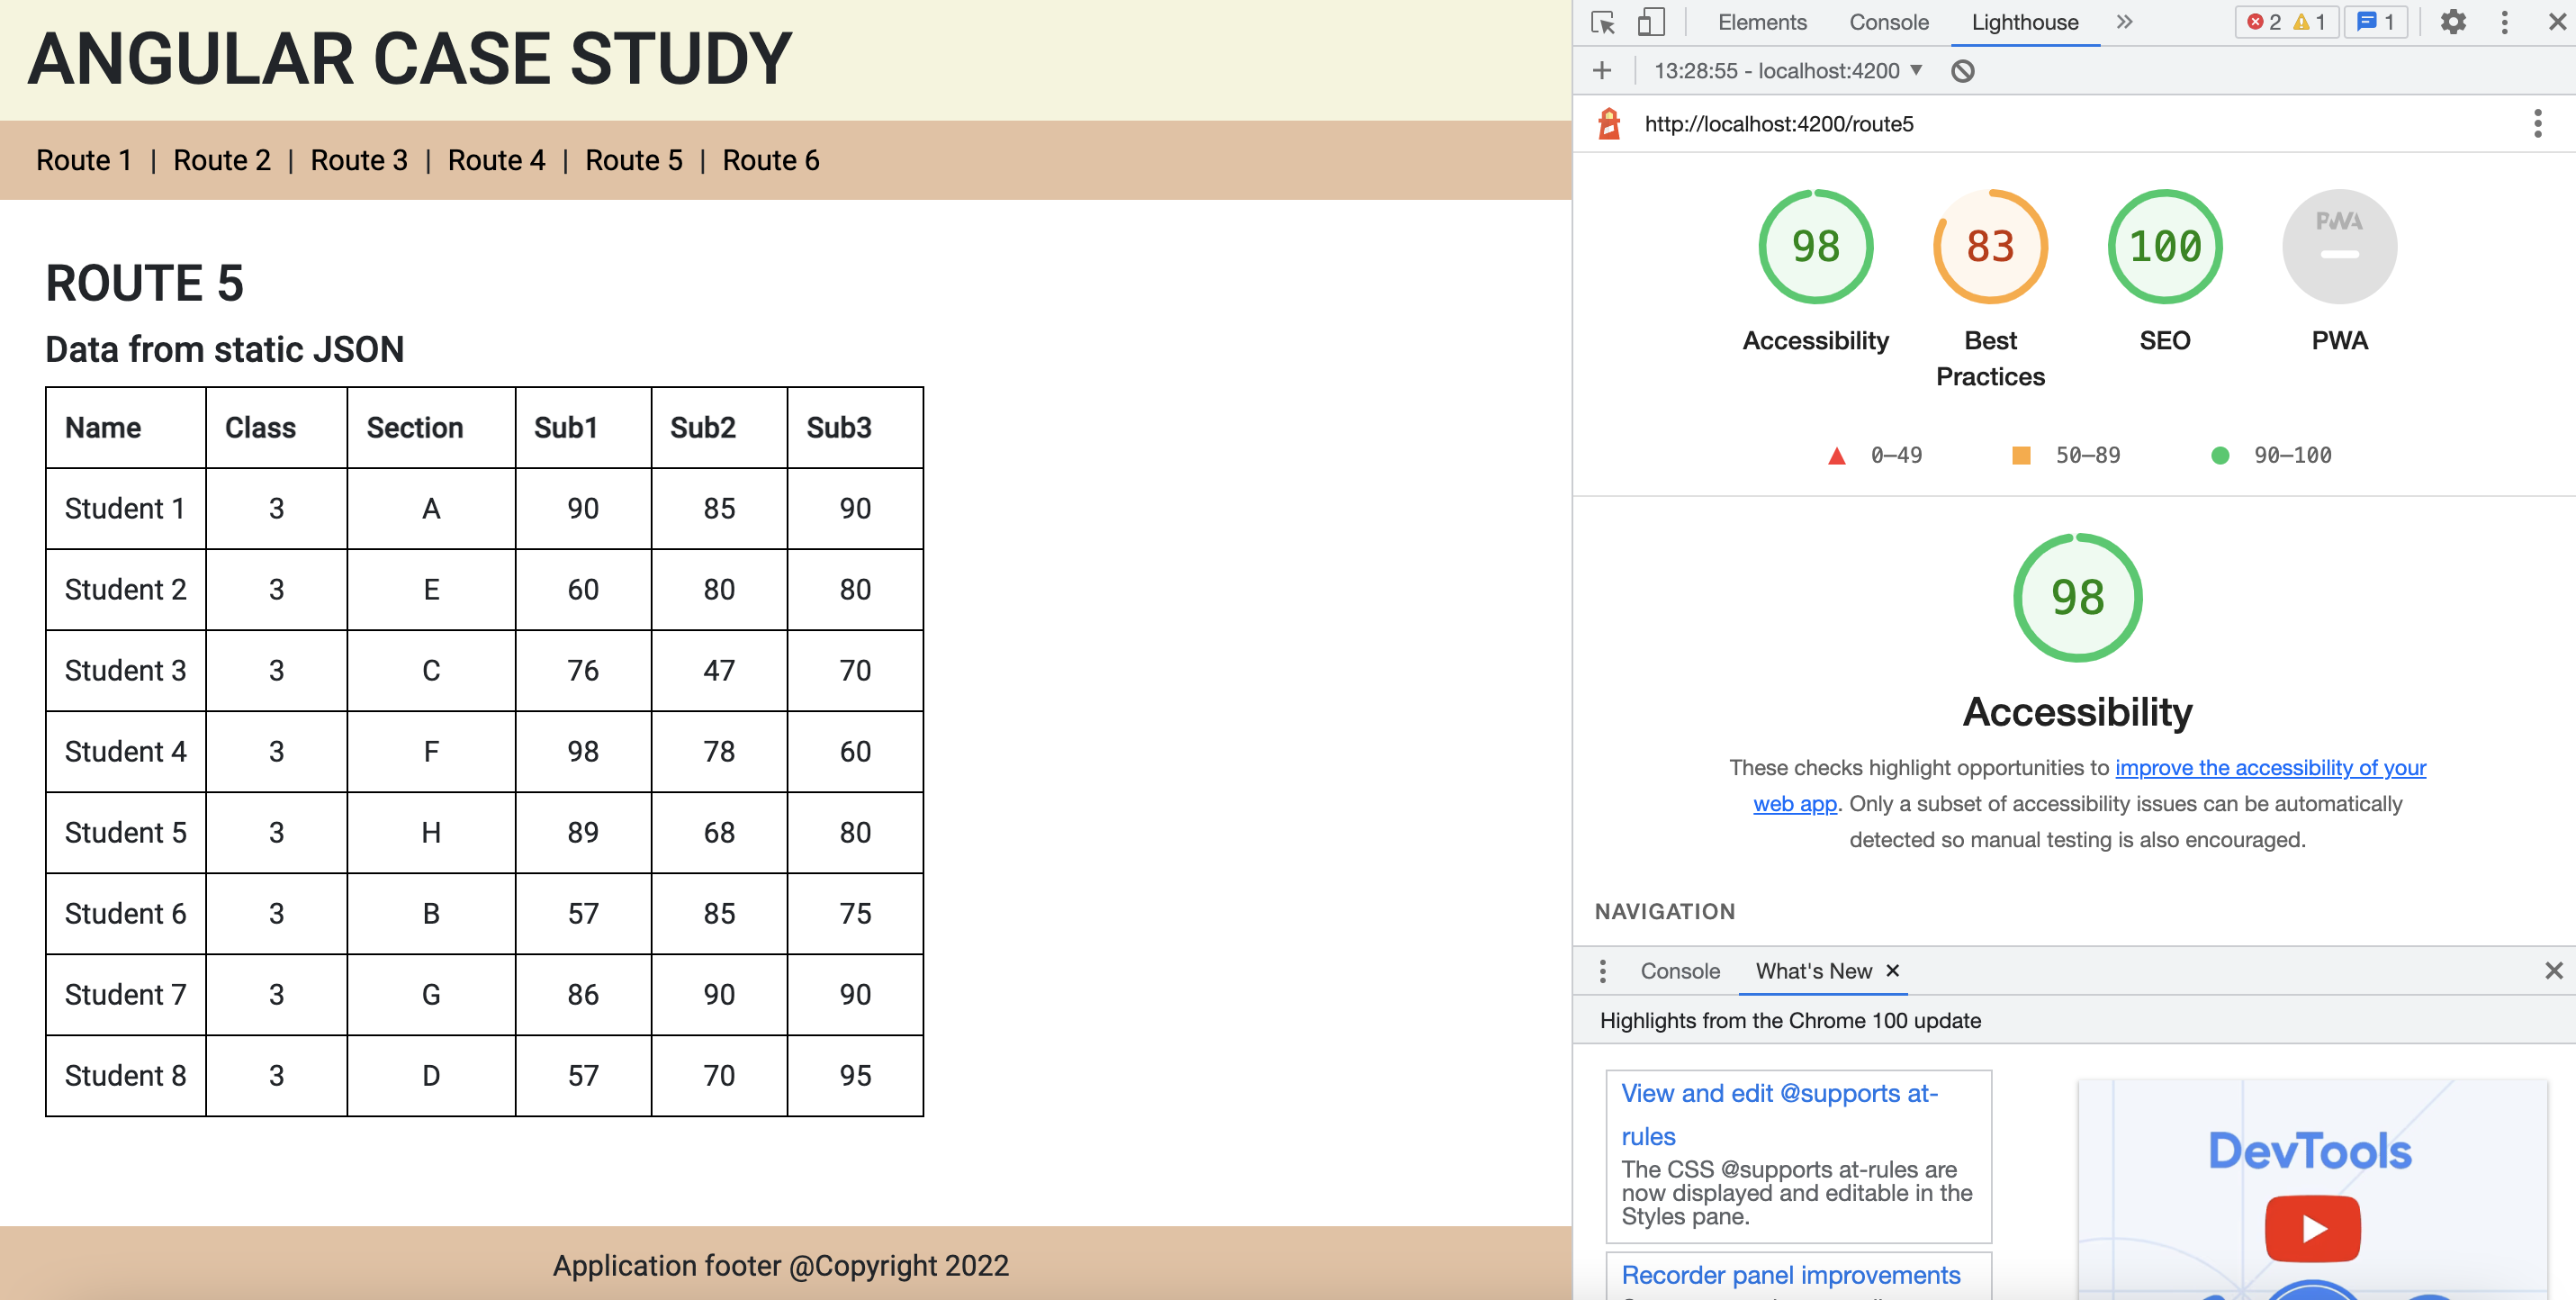 ANGULAR CASE STUDY
Route 1 | Route 2 | Route 3 | Route 4 | Route 5 | Route 6
ROUTE 5
Data from static JSON
Name Class Section Sub1 Sub2 Sub3
Student 1 3 A 90 85 90
Student 2 3 E 60 80 80
Student 3 3 C 76 47 70
Student 4 3 F 98 78 60
Student 5 3 H 89 68 80
Student 6 3 B 57 85 75
Student 7 3 G 86 90 90
Student 8 3 D 57 70 95
Application footer @Copyright 2022
Elements Console Lighthouse » 2 1 1
13:28:55 - localhost:4200
http://localhost:4200/route5
98 83 100 PWA
Accessibility Best Practices SEO PWA
0–49 50–89 90–100
98
Accessibility
These checks highlight opportunities to improve the accessibility of your
web app. Only a subset of accessibility issues can be automatically
detected so manual testing is also encouraged.
NAVIGATION
Console What's New
Highlights from the Chrome 100 update
View and edit @supports at-
rules
The CSS @supports at-rules are
now displayed and editable in the
Styles pane.
Recorder panel improvements
DevTools